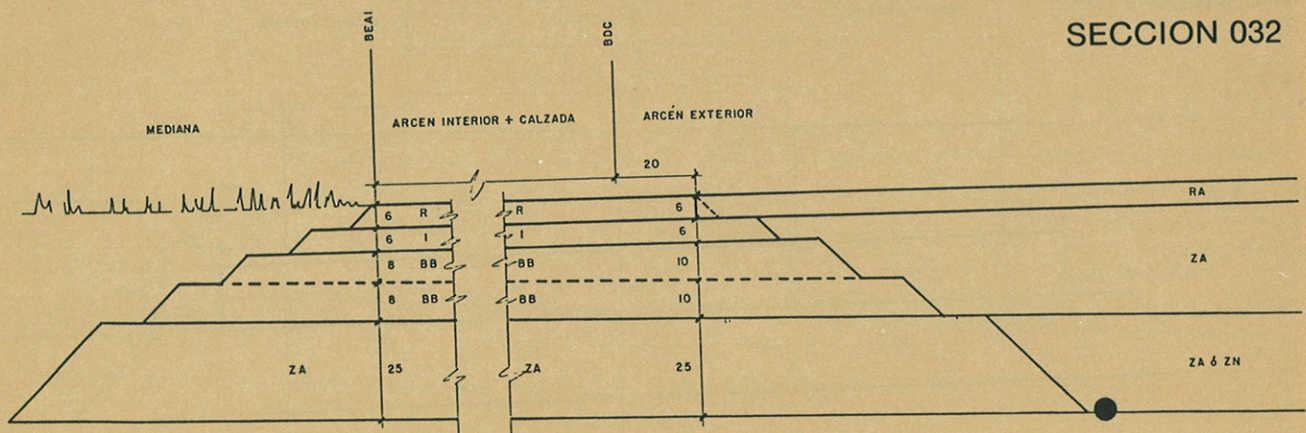 SECCION 032
BEAI
BDC
MEDIANA
ARCEN INTERIOR + CALZADA
ARCÉN EXTERIOR
20
6 R R 6 RA
6 I I 6
8 BB BB 10 ZA
8 BB BB 10
ZA 25 ZA 25 ZA ó ZN